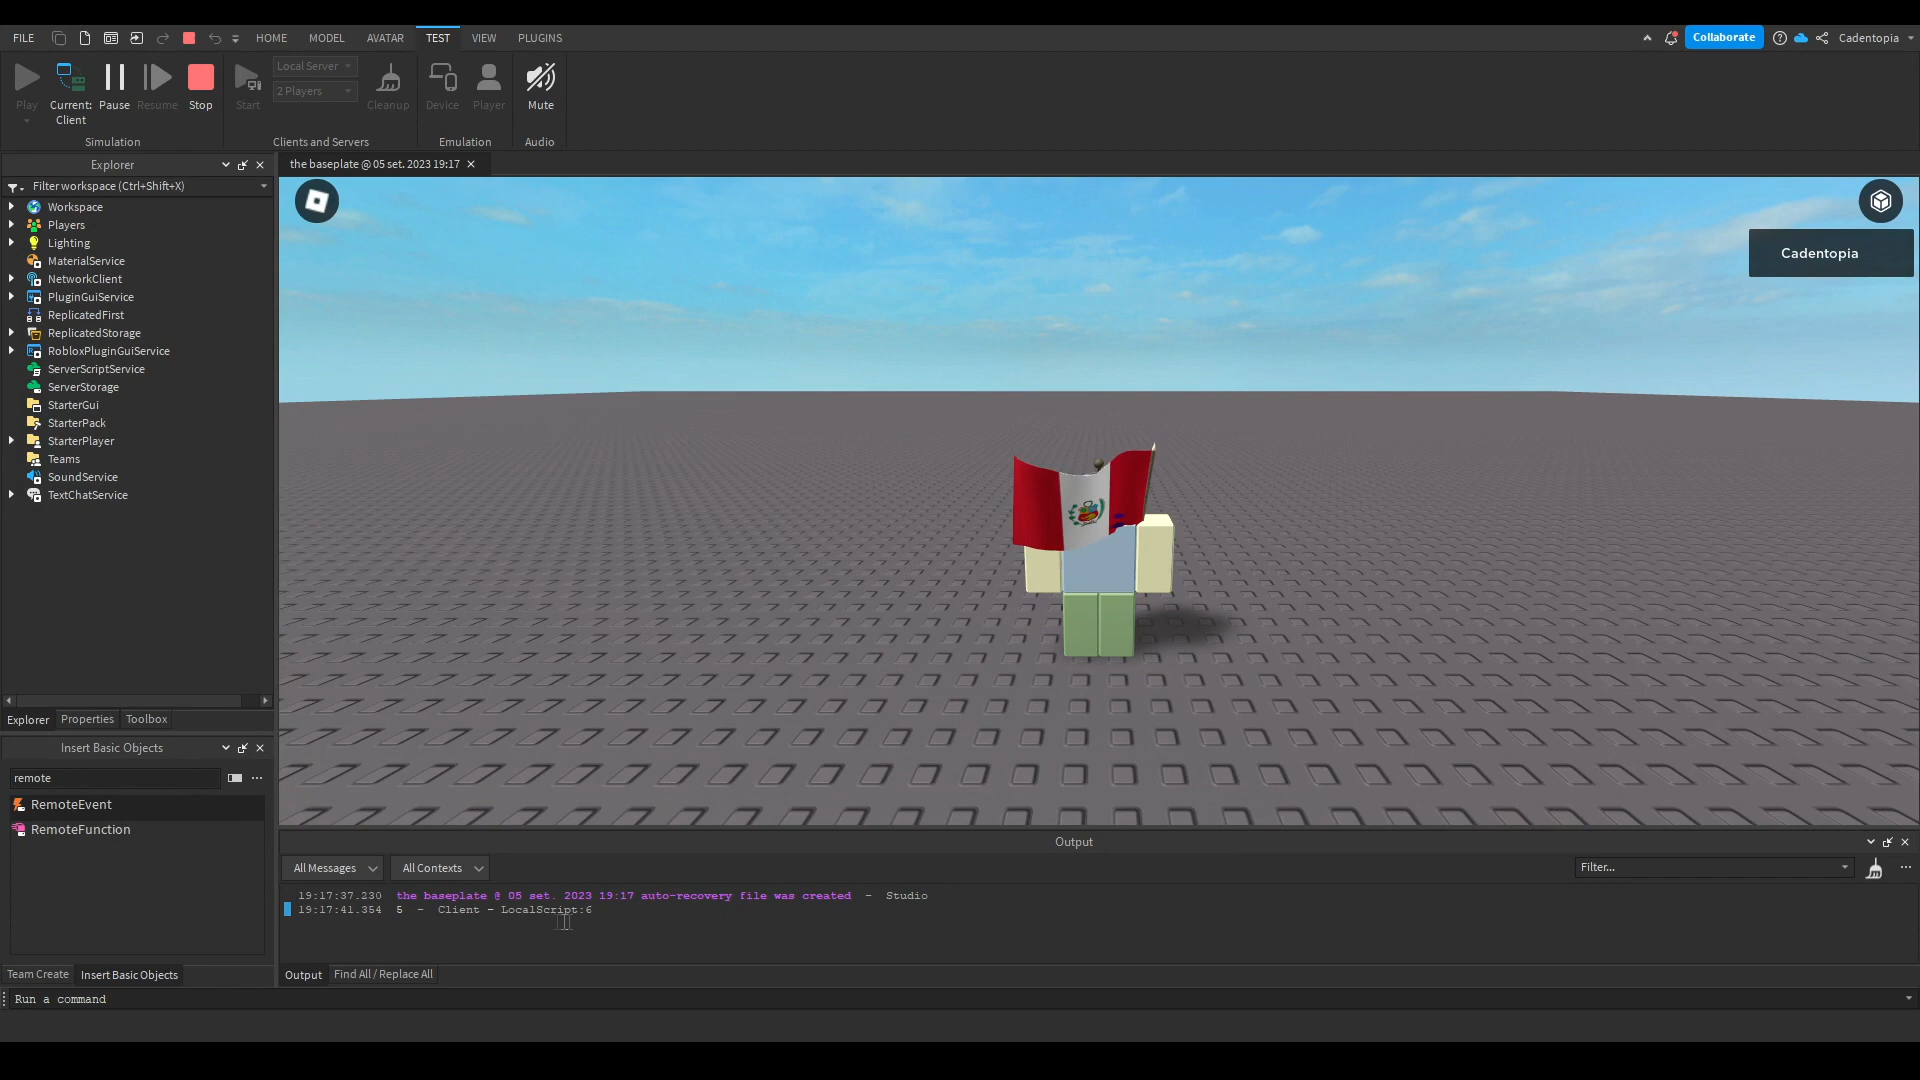 FILE HOME MODEL AVATAR TEST VIEW PLUGINS Collaborate Cadentopia
Play Current: Client Pause Resume Stop Start Local Server 2 Players Cleanup Device Player Mute
Simulation Clients and Servers Emulation Audio
Explorer
the baseplate @ 05 set. 2023 19:17
Filter workspace (Ctrl+Shift+X)
Workspace
Players
Lighting
MaterialService
NetworkClient
PluginGuiService
ReplicatedFirst
ReplicatedStorage
RobloxPluginGuiService
ServerScriptService
ServerStorage
StarterGui
StarterPack
StarterPlayer
Teams
SoundService
TextChatService
Explorer Properties Toolbox
Insert Basic Objects
remote
RemoteEvent
RemoteFunction
Team Create Insert Basic Objects
Cadentopia
Output
All Messages All Contexts Filter...
19:17:37.230 the baseplate @ 05 set. 2023 19:17 auto-recovery file was created - Studio
19:17:41.354 5 - Client - LocalScript:6
Output Find All / Replace All
Run a command